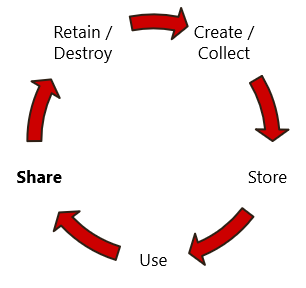 Retain /
Destroy
Create /
Collect
Store
Use
Share